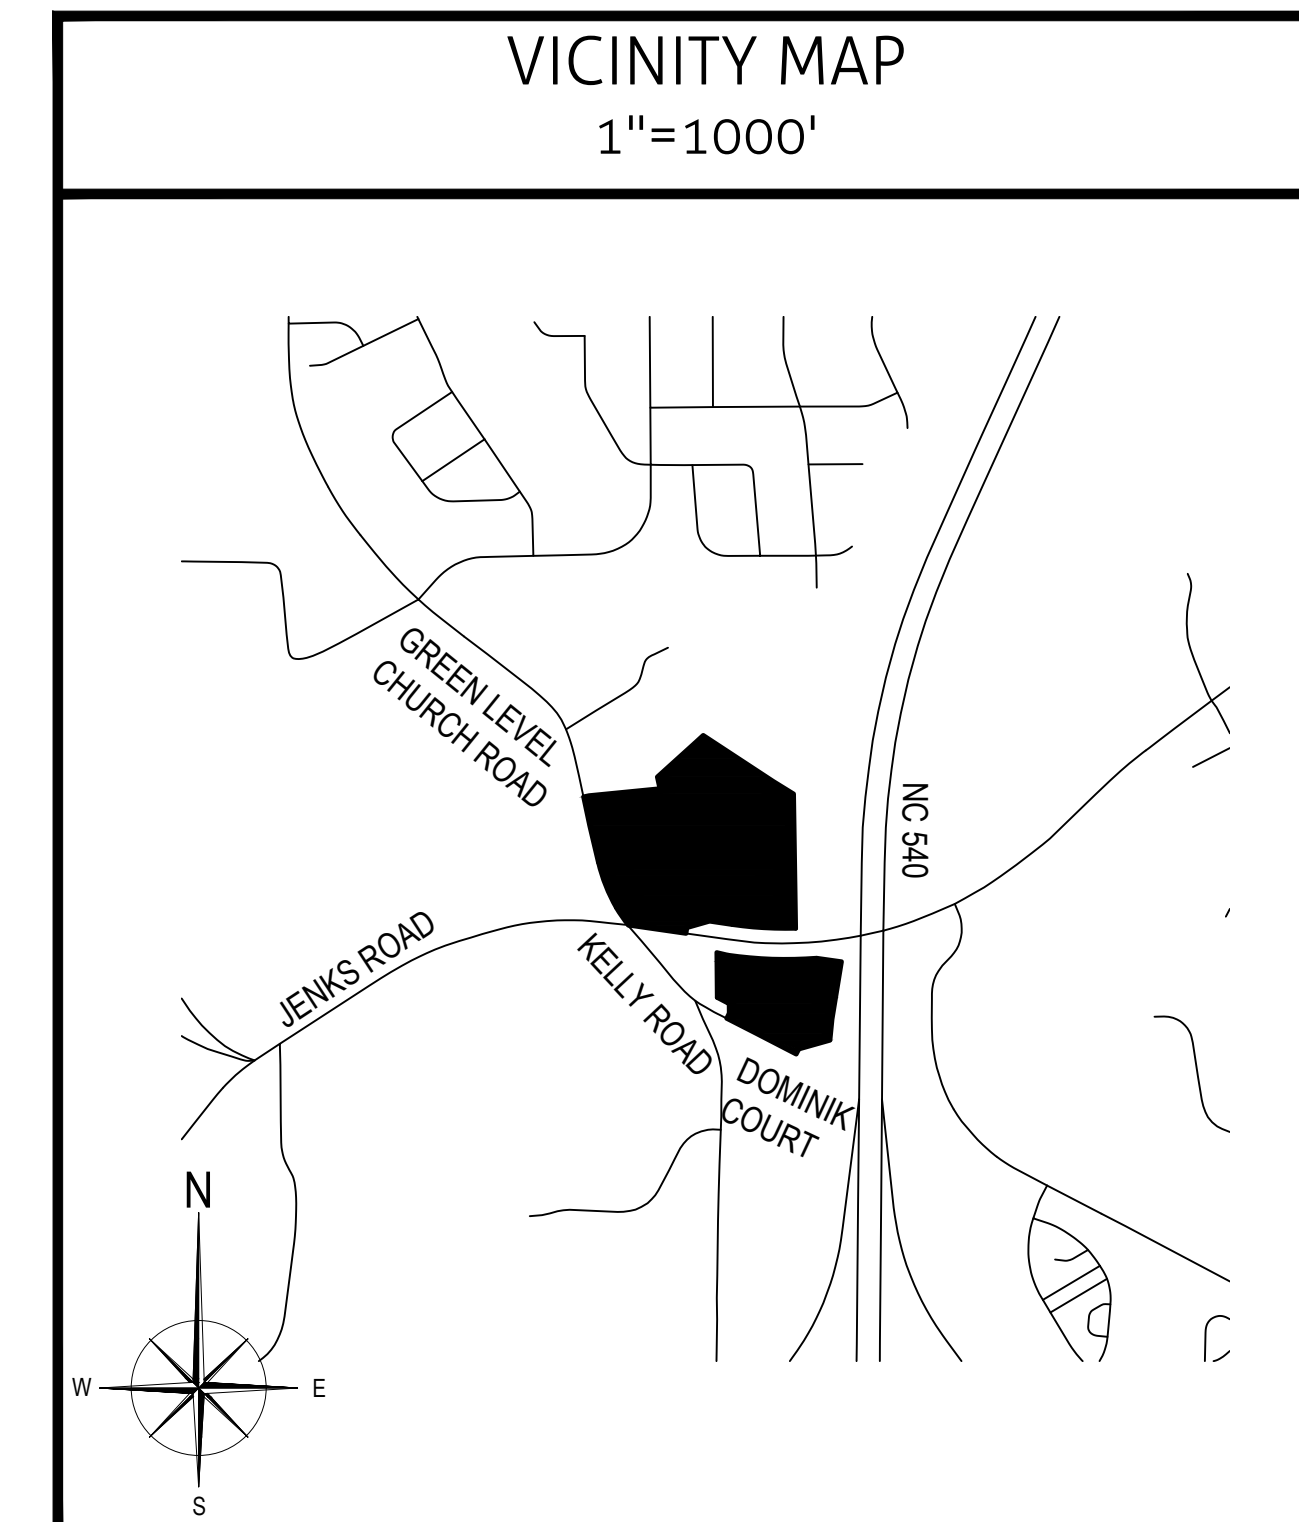 VICINITY MAP
1"=1000'
GREEN LEVEL
CHURCH ROAD
NC 540
JENKS ROAD
KELLY ROAD
DOMINIK
COURT
N
W
E
S